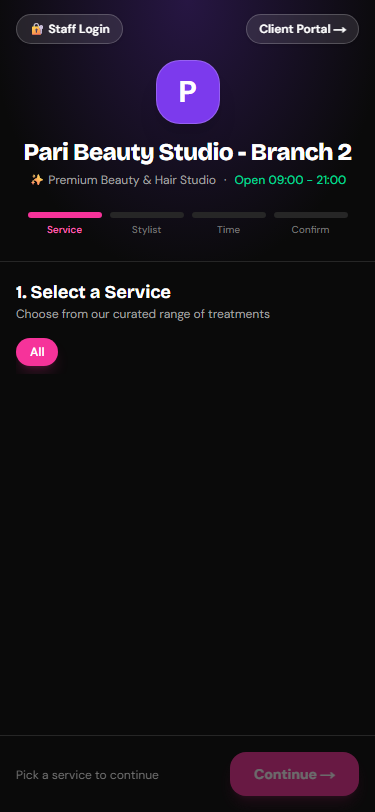 🔐 Staff Login
Client Portal →
P
Pari Beauty Studio - Branch 2
✨ Premium Beauty & Hair Studio · Open 09:00 – 21:00
Service Stylist Time Confirm
1. Select a Service
Choose from our curated range of treatments
All
Pick a service to continue
Continue →